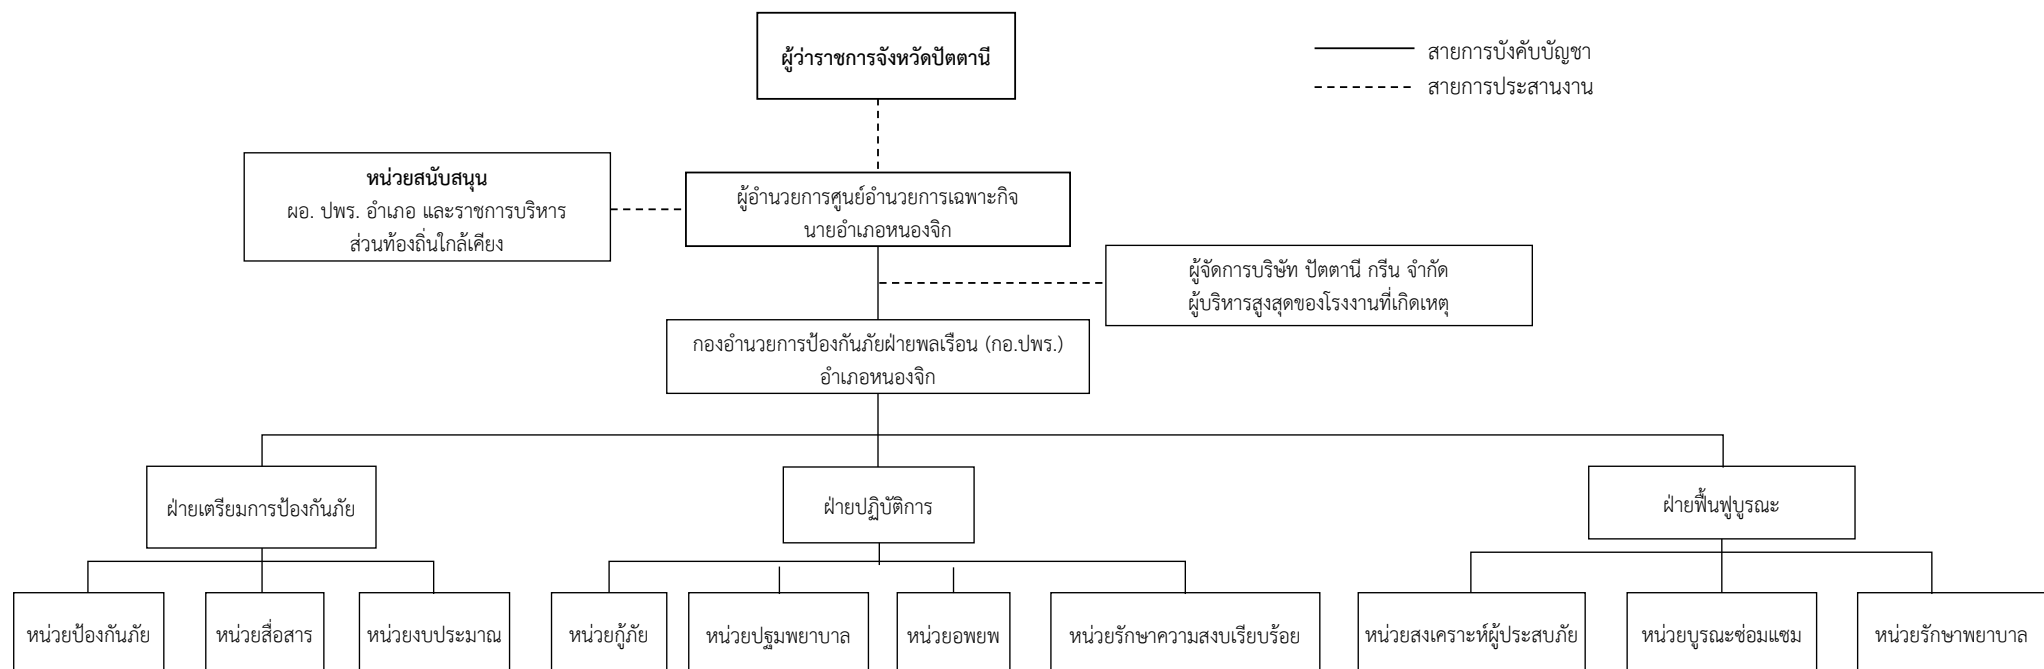 ผู้ว่าราชการจังหวัดปัตตานี
สายการบังคับบัญชา
สายการประสานงาน
หน่วยสนับสนุน
ผอ. ปพร. อำเภอ และราชการบริหาร
ส่วนท้องถิ่นใกล้เคียง
ผู้อำนวยการศูนย์อำนวยการเฉพาะกิจ
นายอำเภอหนองจิก
ผู้จัดการบริษัท ปัตตานี กรีน จำกัด
ผู้บริหารสูงสุดของโรงงานที่เกิดเหตุ
กองอำนวยการป้องกันภัยฝ่ายพลเรือน (กอ.ปพร.)
อำเภอหนองจิก
ฝ่ายเตรียมการป้องกันภัย
ฝ่ายปฏิบัติการ
ฝ่ายฟื้นฟูบูรณะ
หน่วยป้องกันภัย
หน่วยสื่อสาร
หน่วยงบประมาณ
หน่วยกู้ภัย
หน่วยปฐมพยาบาล
หน่วยอพยพ
หน่วยรักษาความสงบเรียบร้อย
หน่วยสงเคราะห์ผู้ประสบภัย
หน่วยบูรณะซ่อมแซม
หน่วยรักษาพยาบาล